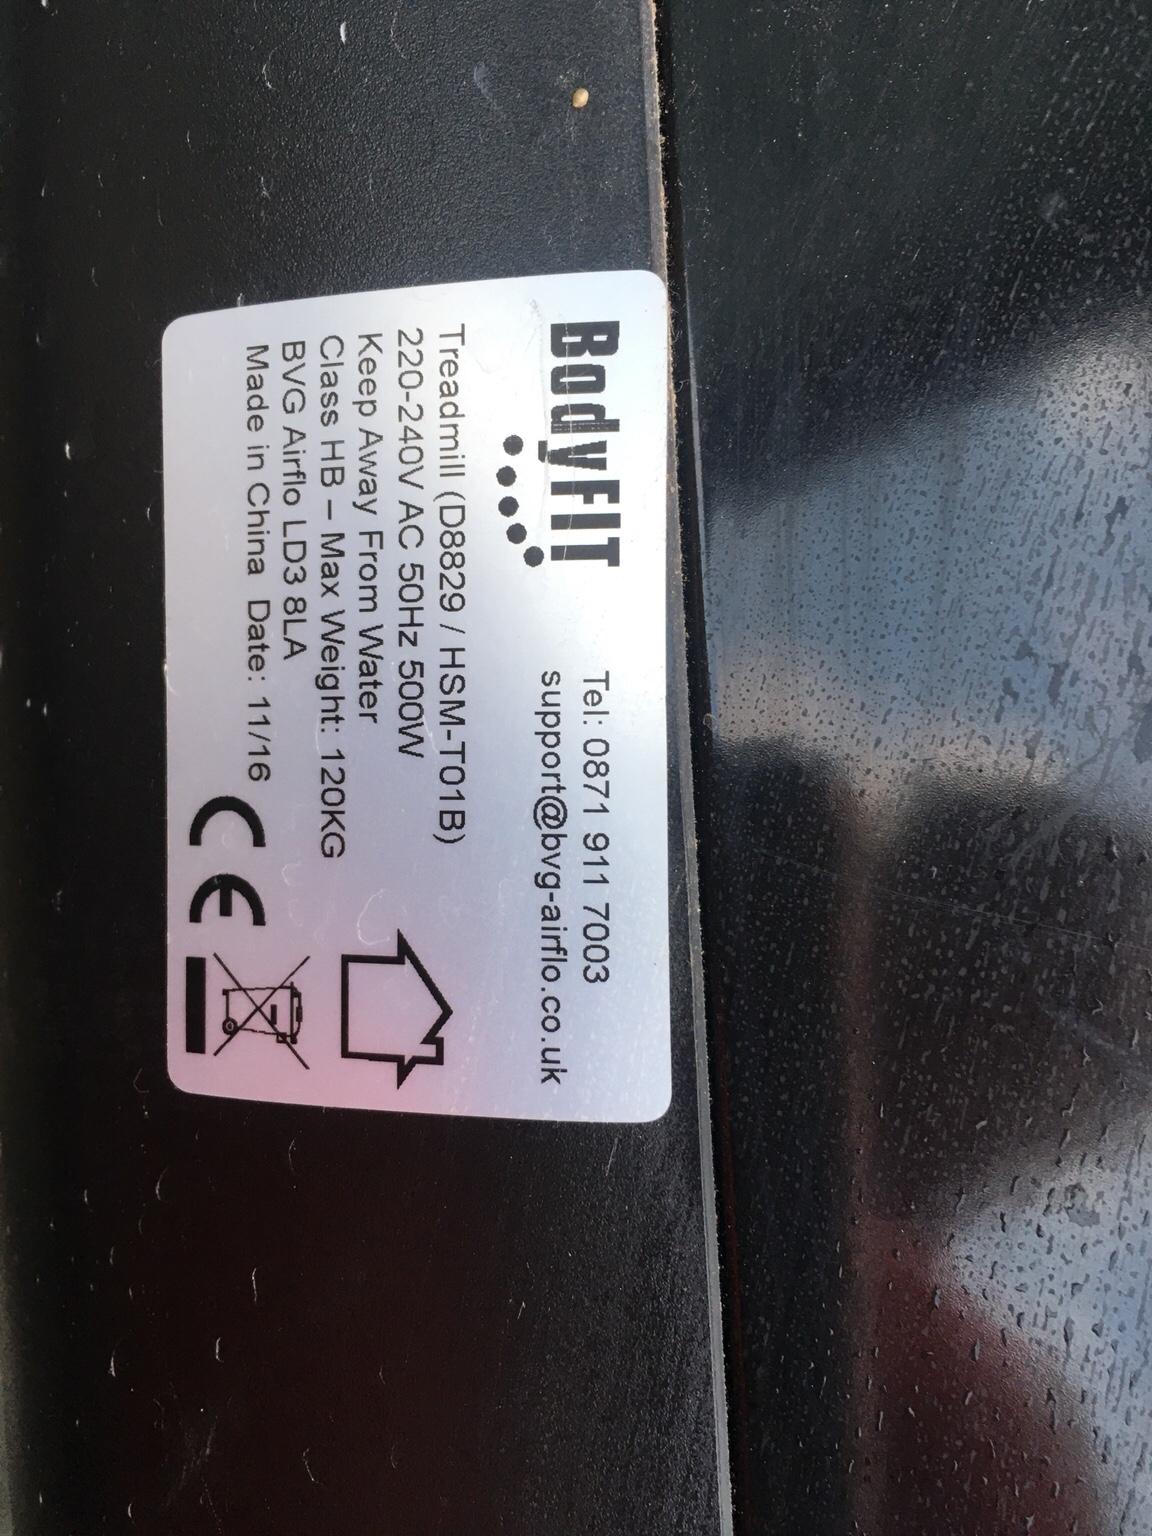 BodyFIT
Tel: 0871 911 7003
support@bvg-airflo.co.uk
Treadmill (D8829 / HSM-T01B)
220-240V AC 50Hz 500W
Keep Away From Water
Class HB – Max Weight: 120KG
BVG Airflo LD3 8LA
Made in China Date: 11/16
CE